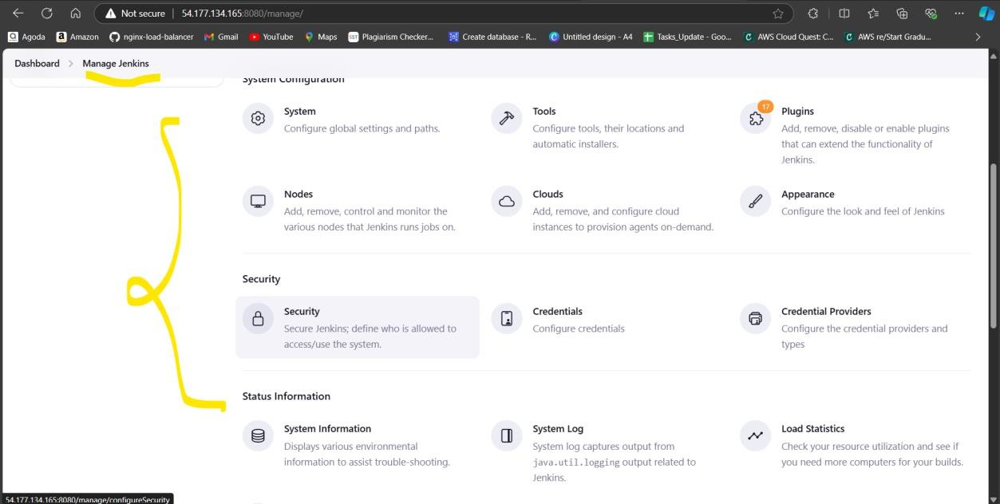 Not secure 54.177.134.165:8080/manage/
Agoda Amazon nginx-load-balancer Gmail YouTube Maps SST Plagiarism Checker... Create database - R... Untitled design - A4 Tasks_Update - Goo... AWS Cloud Quest: C... AWS re/Start Gradu...
Dashboard > Manage Jenkins
System Configuration
System
Configure global settings and paths.
Tools
Configure tools, their locations and
automatic installers.
17
Plugins
Add, remove, disable or enable plugins
that can extend the functionality of
Jenkins.
Nodes
Add, remove, control and monitor the
various nodes that Jenkins runs jobs on.
Clouds
Add, remove, and configure cloud
instances to provision agents on-demand.
Appearance
Configure the look and feel of Jenkins
Security
Security
Secure Jenkins; define who is allowed to
access/use the system.
Credentials
Configure credentials
Credential Providers
Configure the credential providers and
types
Status Information
System Information
Displays various environmental
information to assist trouble-shooting.
System Log
System log captures output from
java.util.logging output related to
Jenkins.
Load Statistics
Check your resource utilization and see if
you need more computers for your builds.
54.177.134.165:8080/manage/configureSecurity